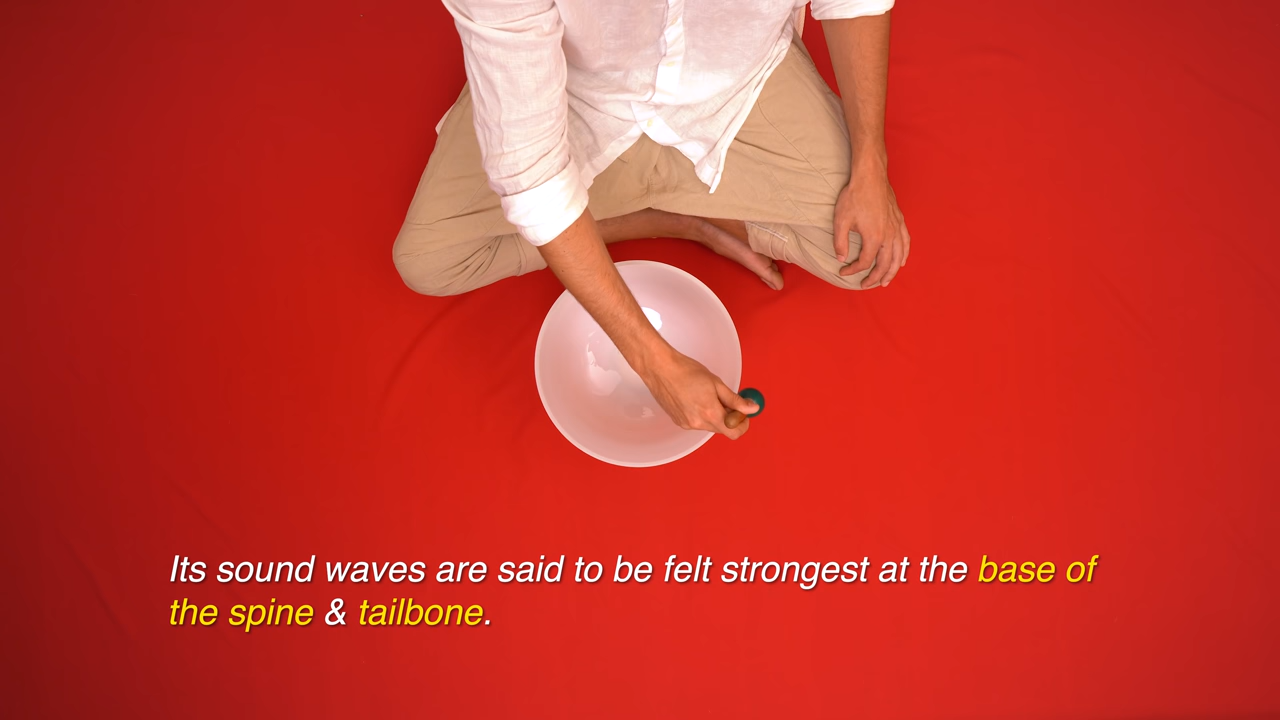 Its sound waves are said to be felt strongest at the base of
the spine & tailbone.